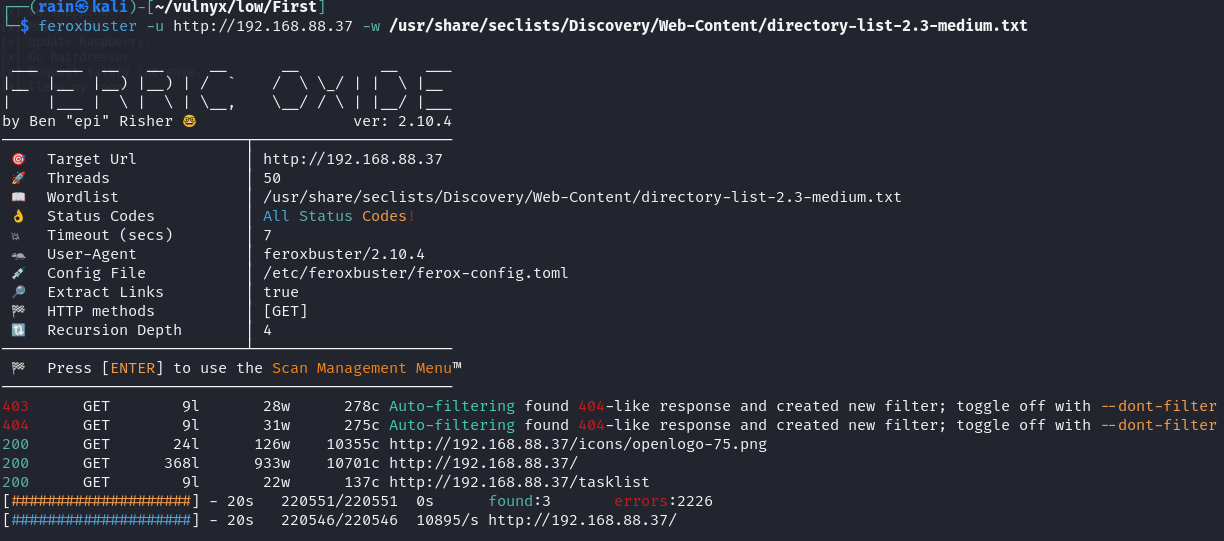 ┌──(rain㉿kali)-[~/vulnyx/low/First]
└─$ feroxbuster -u http://192.168.88.37 -w /usr/share/seclists/Discovery/Web-Content/directory-list-2.3-medium.txt
[v] Update Raspberry.
[x] Go hairdresser.
FERRIC OXIDE
by Ben "epi" Risher 🤓 ver: 2.10.4
🎯 Target Url │ http://192.168.88.37
🚀 Threads │ 50
📖 Wordlist │ /usr/share/seclists/Discovery/Web-Content/directory-list-2.3-medium.txt
👌 Status Codes │ All Status Codes!
💥 Timeout (secs) │ 7
🦡 User-Agent │ feroxbuster/2.10.4
💉 Config File │ /etc/feroxbuster/ferox-config.toml
🔎 Extract Links │ true
🏁 HTTP methods │ [GET]
🔃 Recursion Depth │ 4
🏁 Press [ENTER] to use the Scan Management Menu™
403 GET 9l 28w 278c Auto-filtering found 404-like response and created new filter; toggle off with --dont-filter
404 GET 9l 31w 275c Auto-filtering found 404-like response and created new filter; toggle off with --dont-filter
200 GET 24l 126w 10355c http://192.168.88.37/icons/openlogo-75.png
200 GET 368l 933w 10701c http://192.168.88.37/
200 GET 9l 22w 137c http://192.168.88.37/tasklist
[####################] - 20s 220551/220551 0s found:3 errors:2226
[####################] - 20s 220546/220546 10895/s http://192.168.88.37/